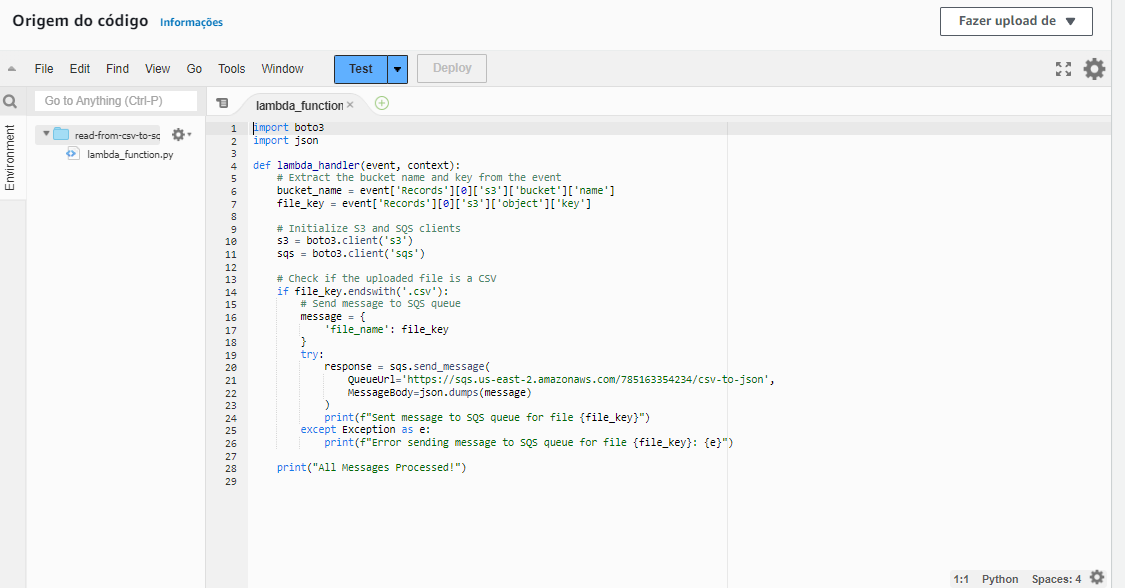 Origem do código Informações
Fazer upload de
File Edit Find View Go Tools Window Test Deploy
Go to Anything (Ctrl-P)
lambda_function
Environment
read-from-csv-to-sc
lambda_function.py
1 import boto3
2 import json
3
4 def lambda_handler(event, context):
5 # Extract the bucket name and key from the event
6 bucket_name = event['Records'][0]['s3']['bucket']['name']
7 file_key = event['Records'][0]['s3']['object']['key']
8
9 # Initialize S3 and SQS clients
10 s3 = boto3.client('s3')
11 sqs = boto3.client('sqs')
12
13 # Check if the uploaded file is a CSV
14 if file_key.endswith('.csv'):
15 # Send message to SQS queue
16 message = {
17 'file_name': file_key
18 }
19 try:
20 response = sqs.send_message(
21 QueueUrl='https://sqs.us-east-2.amazonaws.com/785163354234/csv-to-json',
22 MessageBody=json.dumps(message)
23 )
24 print(f"Sent message to SQS queue for file {file_key}")
25 except Exception as e:
26 print(f"Error sending message to SQS queue for file {file_key}: {e}")
27
28 print("All Messages Processed!")
29
1:1 Python Spaces: 4